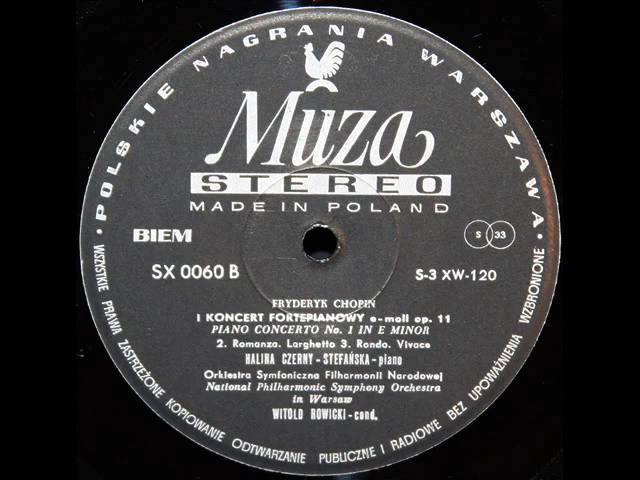 • POLSKIE NAGRANIA WARSZAWA •
Muza
STEREO
MADE IN POLAND
BIEM
S 33
SX 0060 B
S-3 XW-120
FRYDERYK CHOPIN
I KONCERT FORTEPIANOWY e-moll op. 11
PIANO CONCERTO No. 1 IN E MINOR
2. Romanza. Larghetto 3. Rondo. Vivace
HALINA CZERNY-STEFAŃSKA-piano
Orkiestra Symfoniczna Filharmonii Narodowej
National Philharmonic Symphony Orchestra
in Warsaw
WITOLD ROWICKI-cond.
WSZYSTKIE PRAWA ZASTRZEŻONE KOPIOWANIE ODTWARZANIE PUBLICZNE I RADIOWE BEZ UPOWAŻNIENIA WZBRONIONE